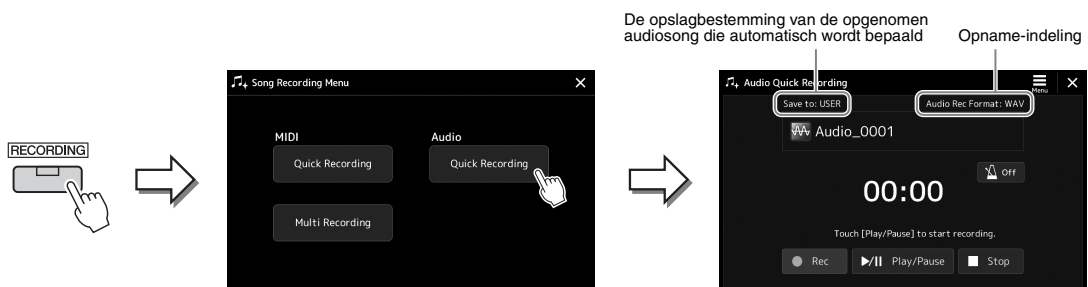 De opslagbestemming van de opgenomen
audiosong die automatisch wordt bepaald
Opname-indeling
RECORDING
Song Recording Menu
MIDI
Quick Recording
Multi Recording
Audio
Quick Recording
Audio Quick Recording
Menu
Save to: USER
Audio Rec Format: WAV
Audio_0001
Off
00:00
Touch [Play/Pause] to start recording.
Rec
Play/Pause
Stop